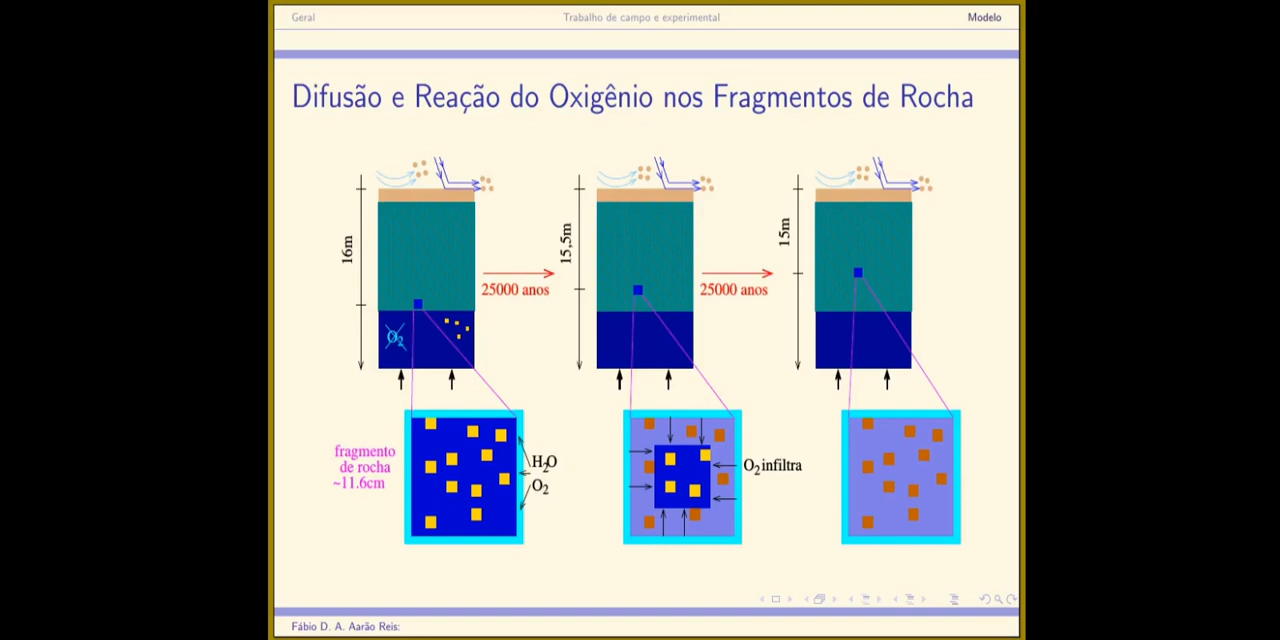 Geral
Trabalho de campo e experimental
Modelo
Difusão e Reação do Oxigênio nos Fragmentos de Rocha
16m
25000 anos
15,5m
25000 anos
15m
O2
fragmento
de rocha
~11.6cm
H2O
O2
O2 infiltra
Fábio D. A. Aarão Reis: